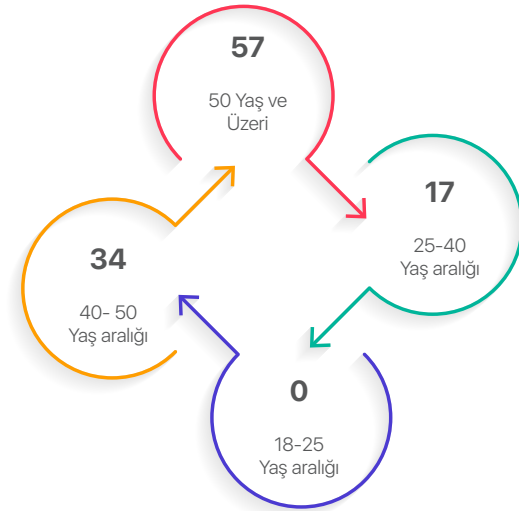 57
50 Yaş ve
Üzeri
17
25-40
Yaş aralığı
34
40- 50
Yaş aralığı
0
18-25
Yaş aralığı